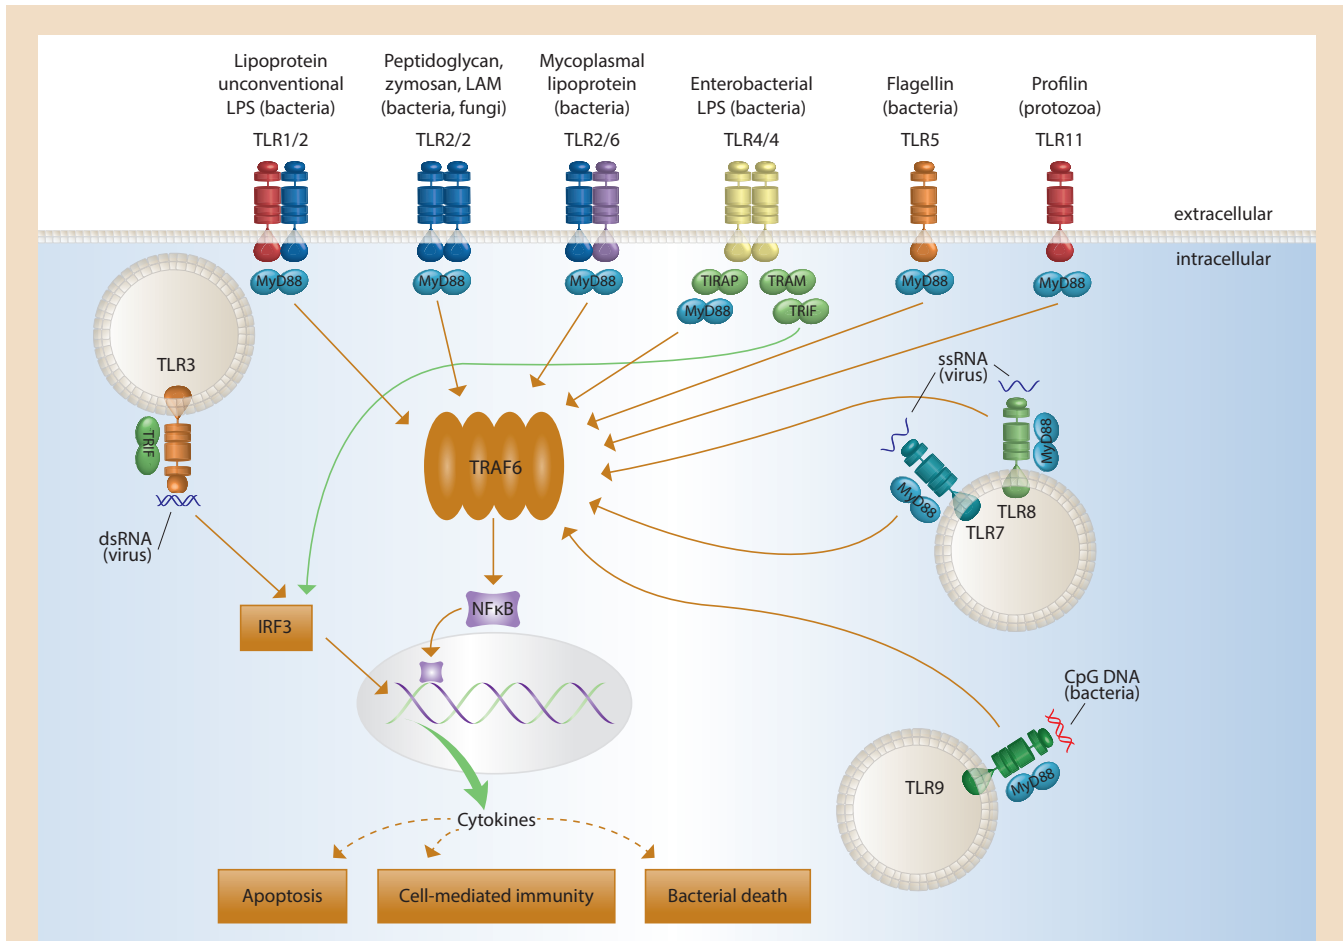 Lipoprotein
unconventional
LPS (bacteria)
TLR1/2
Peptidoglycan,
zymosan, LAM
(bacteria, fungi)
TLR2/2
Mycoplasmal
lipoprotein
(bacteria)
TLR2/6
Enterobacterial
LPS (bacteria)
TLR4/4
Flagellin
(bacteria)
TLR5
Profilin
(protozoa)
TLR11
extracellular
intracellular
MyD88
MyD88
MyD88
TIRAP
TRAM
MyD88
TRIF
MyD88
MyD88
TLR3
TRIF
dsRNA
(virus)
ssRNA
(virus)
MyD88
MyD88
TLR8
TLR7
TRAF6
IRF3
NFκB
CpG DNA
(bacteria)
TLR9
MyD88
Cytokines
Apoptosis
Cell-mediated immunity
Bacterial death